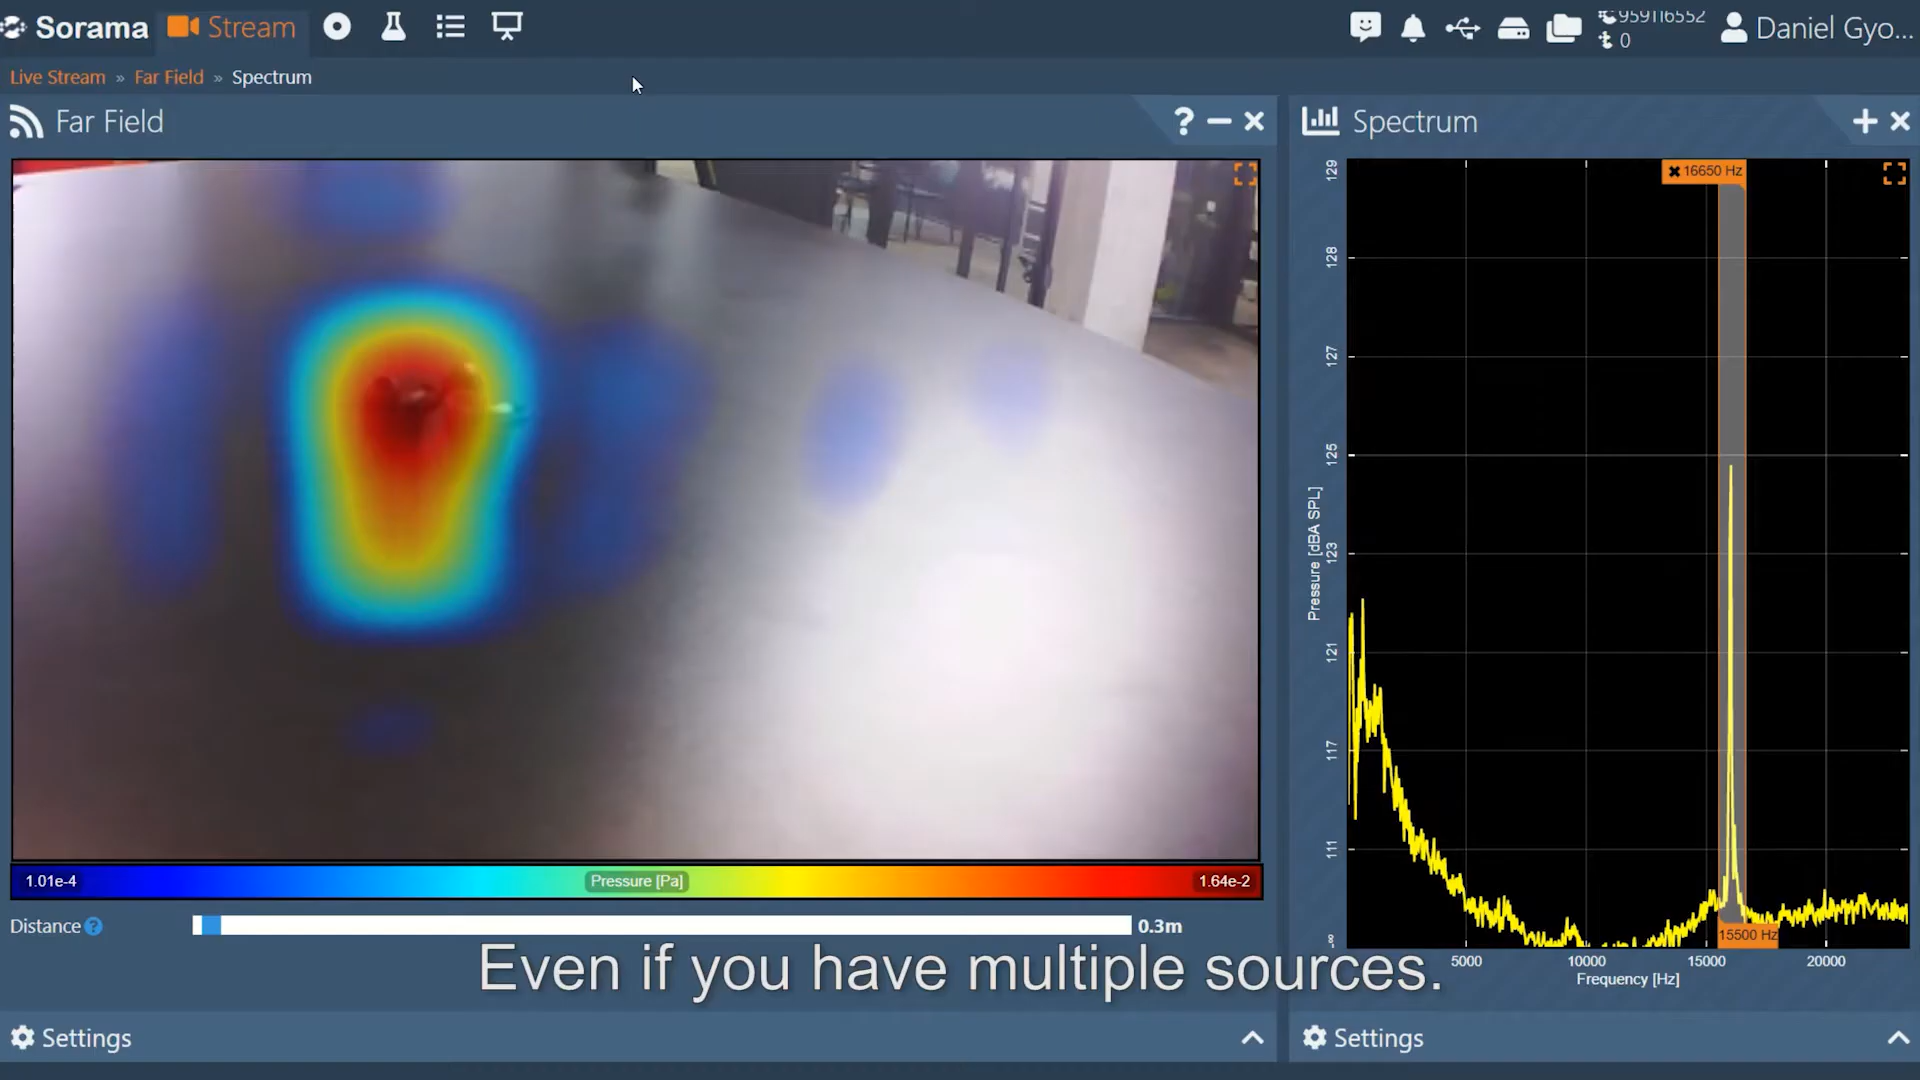 Sorama
Stream
959116552
0
Daniel Gyo...
Live Stream » Far Field » Spectrum
Far Field
Spectrum
129
128
127
125
123
121
117
111
-∞
Pressure [dBA SPL]
16650 Hz
15500 Hz
5000
10000
15000
20000
Frequency [Hz]
1.01e-4
Pressure [Pa]
1.64e-2
Distance
0.3m
Even if you have multiple sources.
Settings
Settings